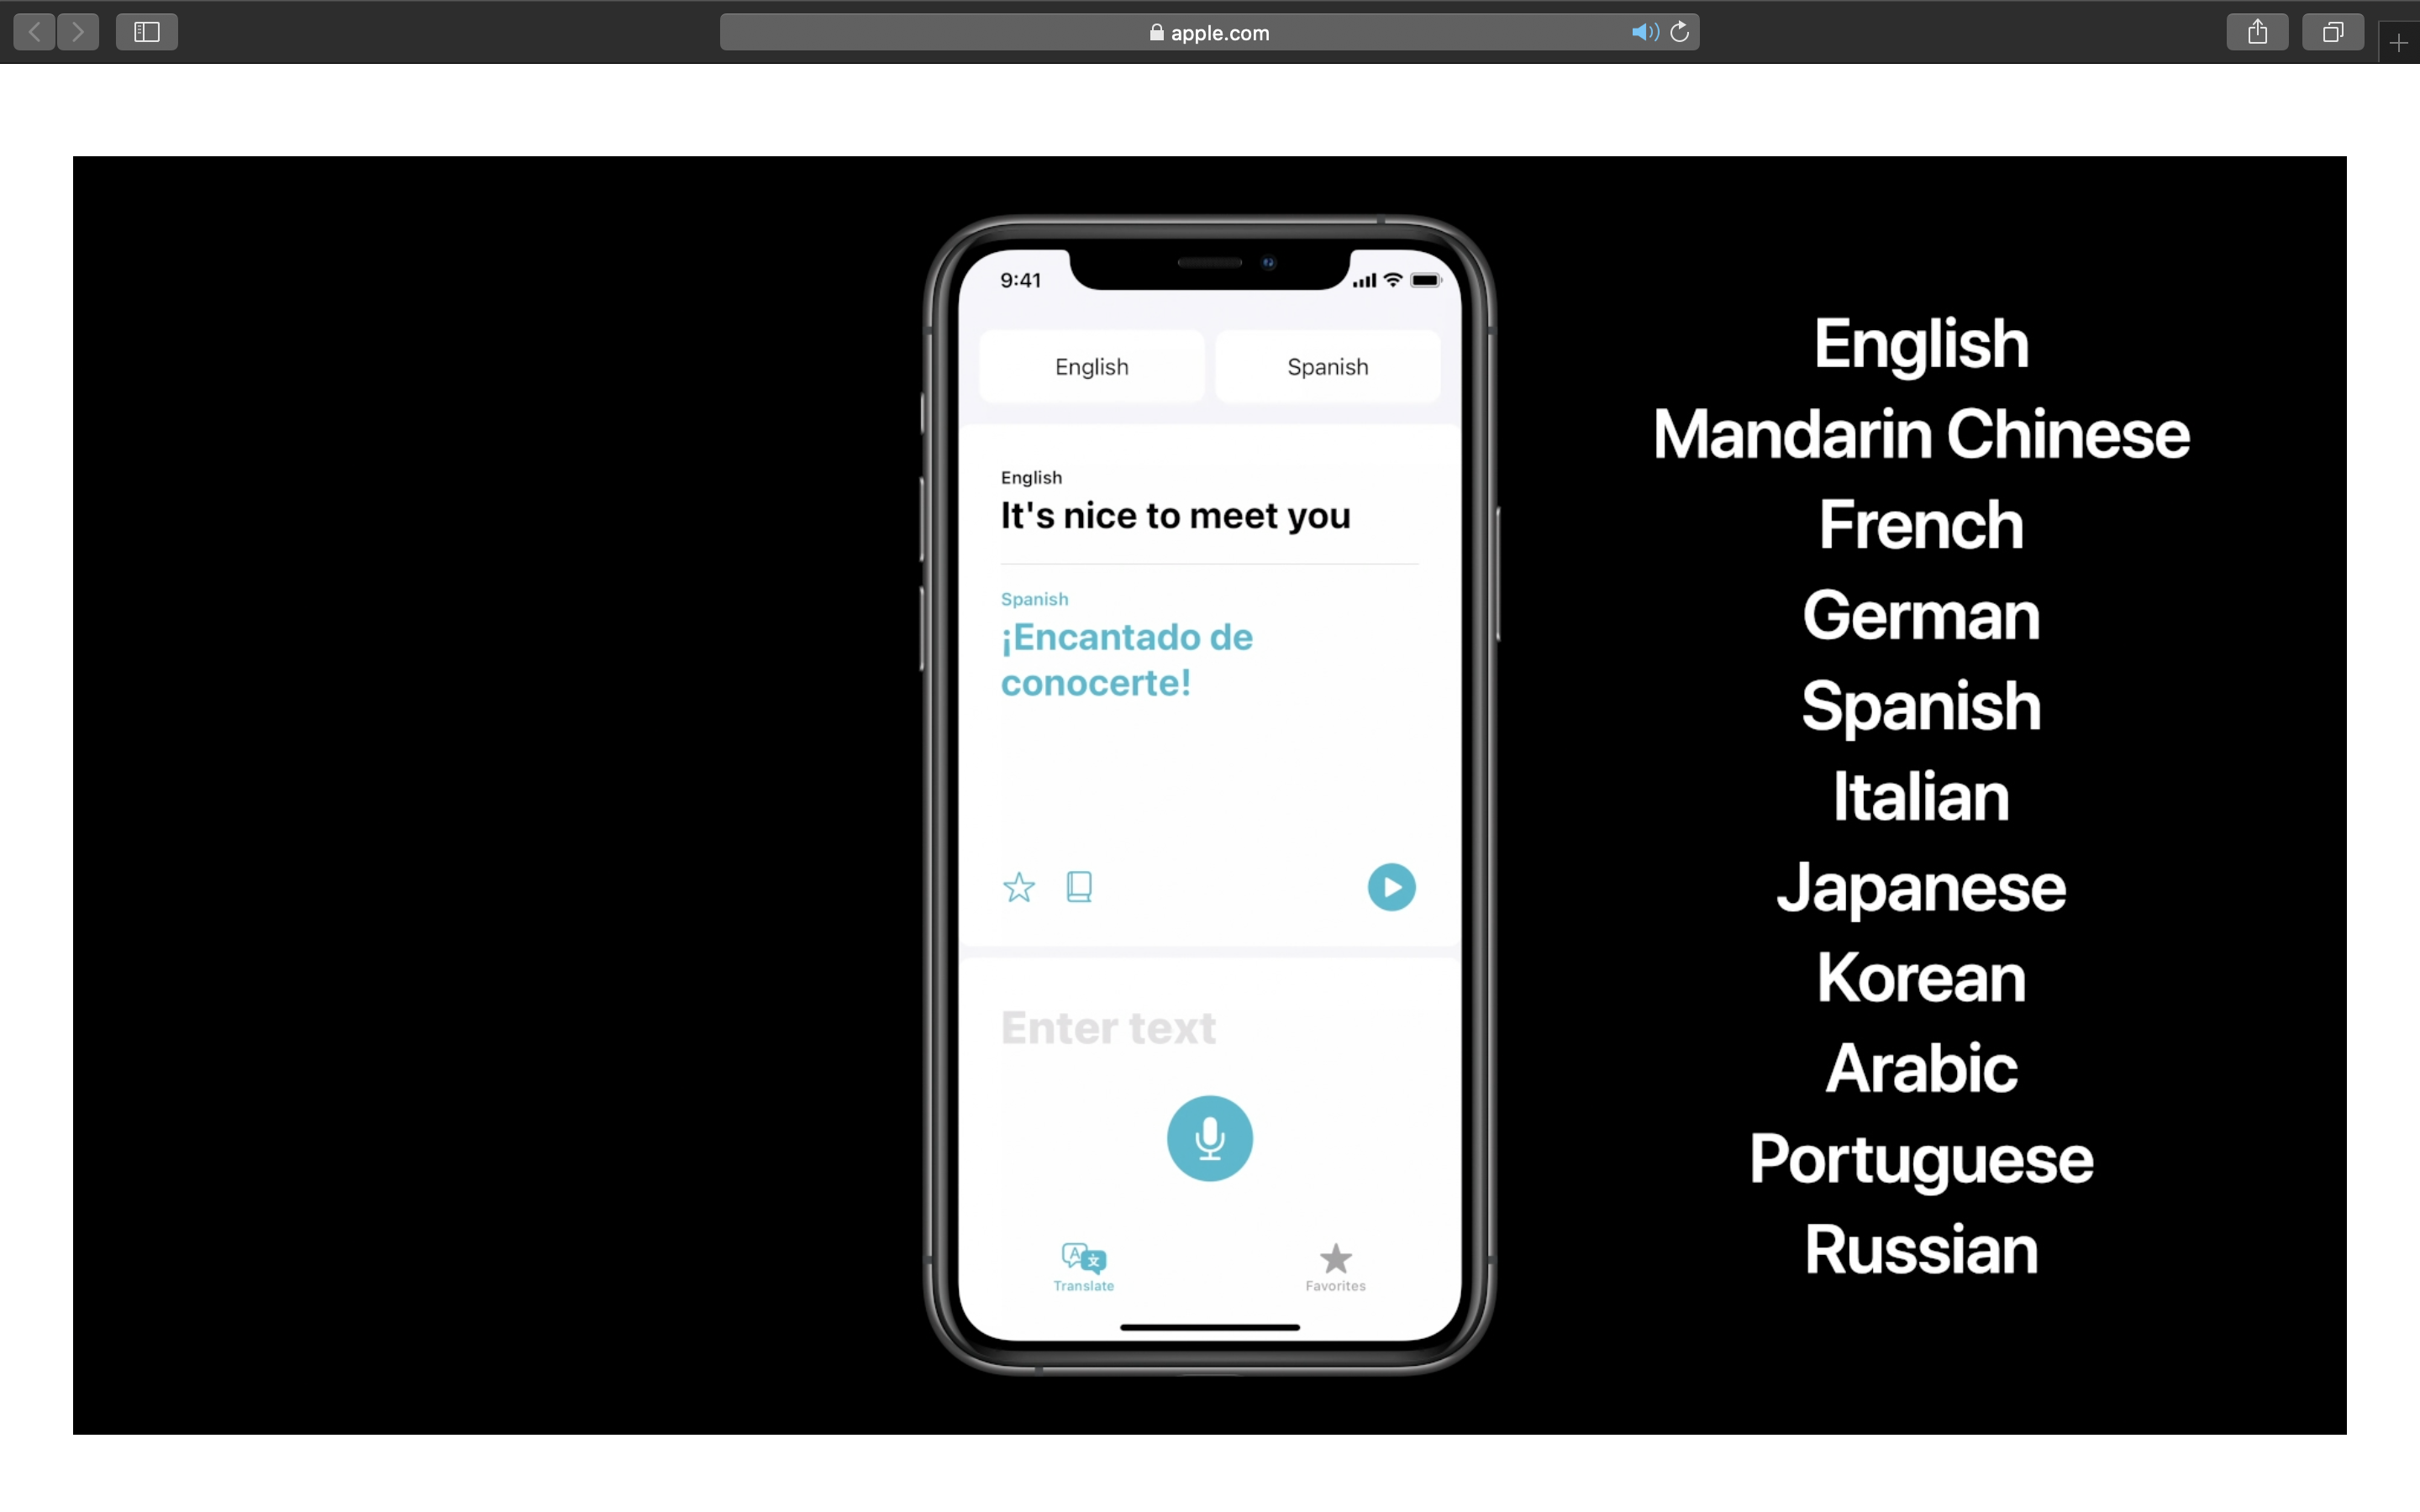 apple.com
9:41
English
Spanish
English
It's nice to meet you
Spanish
¡Encantado de
conocerte!
Enter text
A 文
Translate
Favorites
English
Mandarin Chinese
French
German
Spanish
Italian
Japanese
Korean
Arabic
Portuguese
Russian